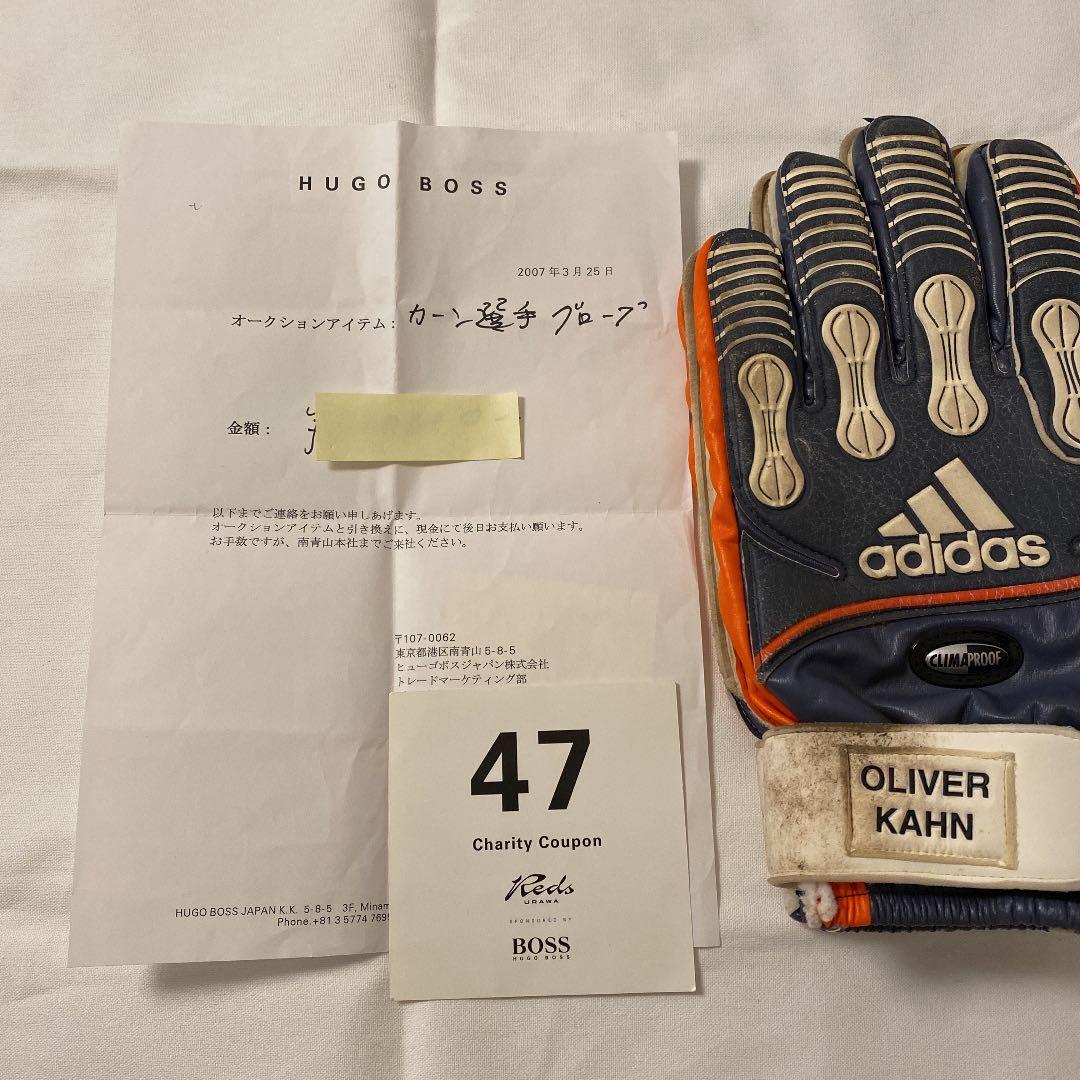 HUGO BOSS
2007年3月25日
オークションアイテム: カーン選手 グローブ
金額:
以下までご連絡をお願い申しあげます。
オークションアイテムと引き換えに、現金にて後日お支払い願います。
お手数ですが、南青山本社までご来社ください。
〒107-0062
東京都港区南青山5-8-5
ヒューゴボスジャパン株式会社
トレードマーケティング部
HUGO BOSS JAPAN K.K. 5-8-5 3F, Minam
Phone.+81 3 5774 7695
47
Charity Coupon
Reds
URAWA
SPONSORED BY
BOSS
HUGO BOSS
adidas
CLIMAPROOF
OLIVER
KAHN